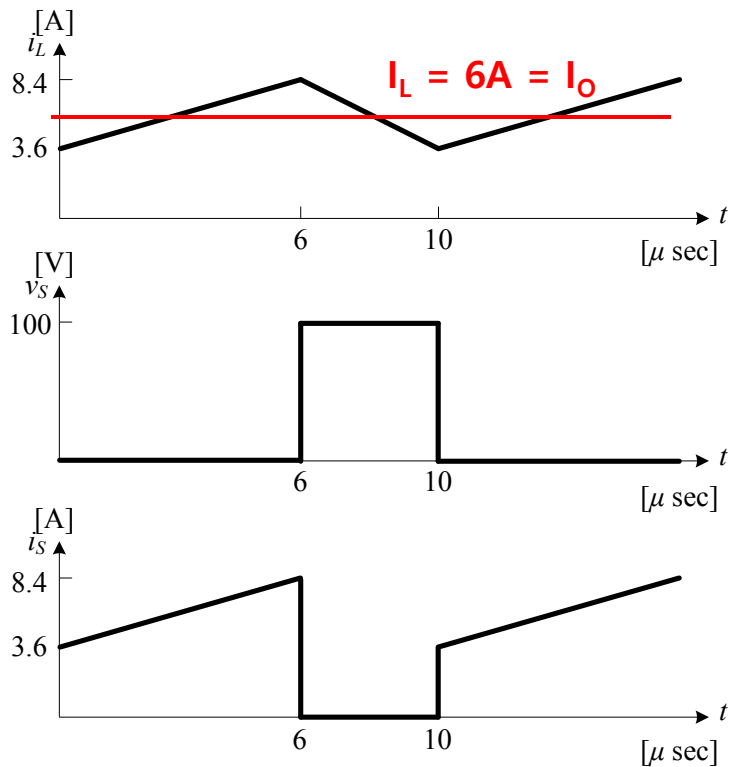 [A]
i_L
8.4
I_L = 6A = I_O
3.6
t
6
10
[μ sec]
[V]
v_S
100
t
6
10
[μ sec]
[A]
i_S
8.4
3.6
t
6
10
[μ sec]